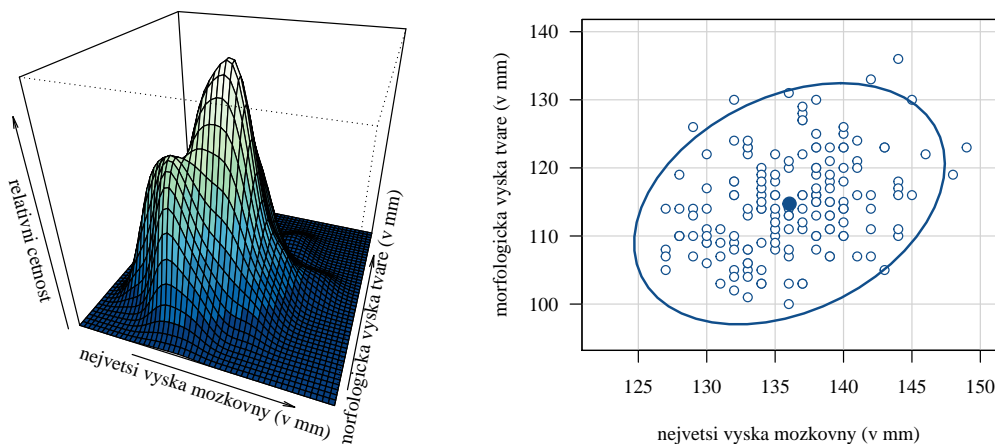 relativni cetnost
nejvetsi vyska mozkovny (v mm)
morfologicka vyska tvare (v mm)
morfologicka vyska tvare (v mm)
140
130
120
110
100
125 130 135 140 145 150
nejvetsi vyska mozkovny (v mm)